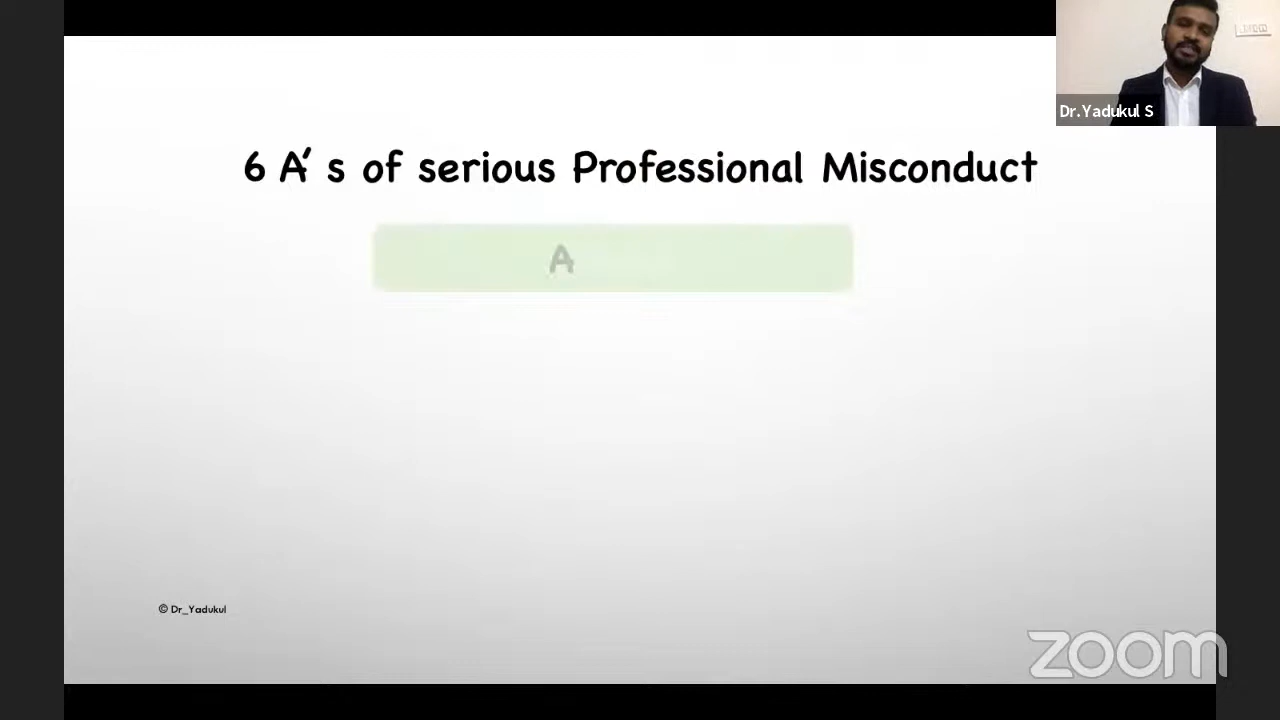 Dr.Yadukul S
6 A′ s of serious Professional Misconduct
A
© Dr_Yadukul
zoom